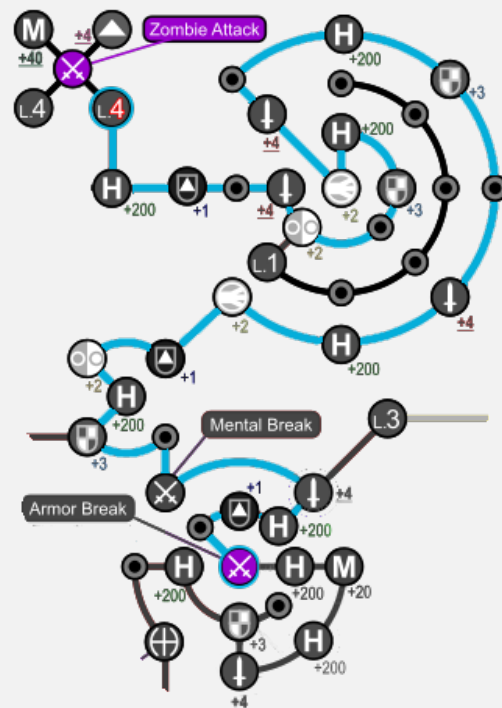 M
+4
Zombie Attack
+40
L.4
L.4
H
+200
H
+200
+3
+4
H
+200
+200
+1
+4
+2
+3
+2
L.1
+2
+4
H
+200
+1
+2
H
+200
+3
L.3
Mental Break
+4
+1
H
+200
Armor Break
H
+200
H
+200
M
+20
+3
H
+200
+4